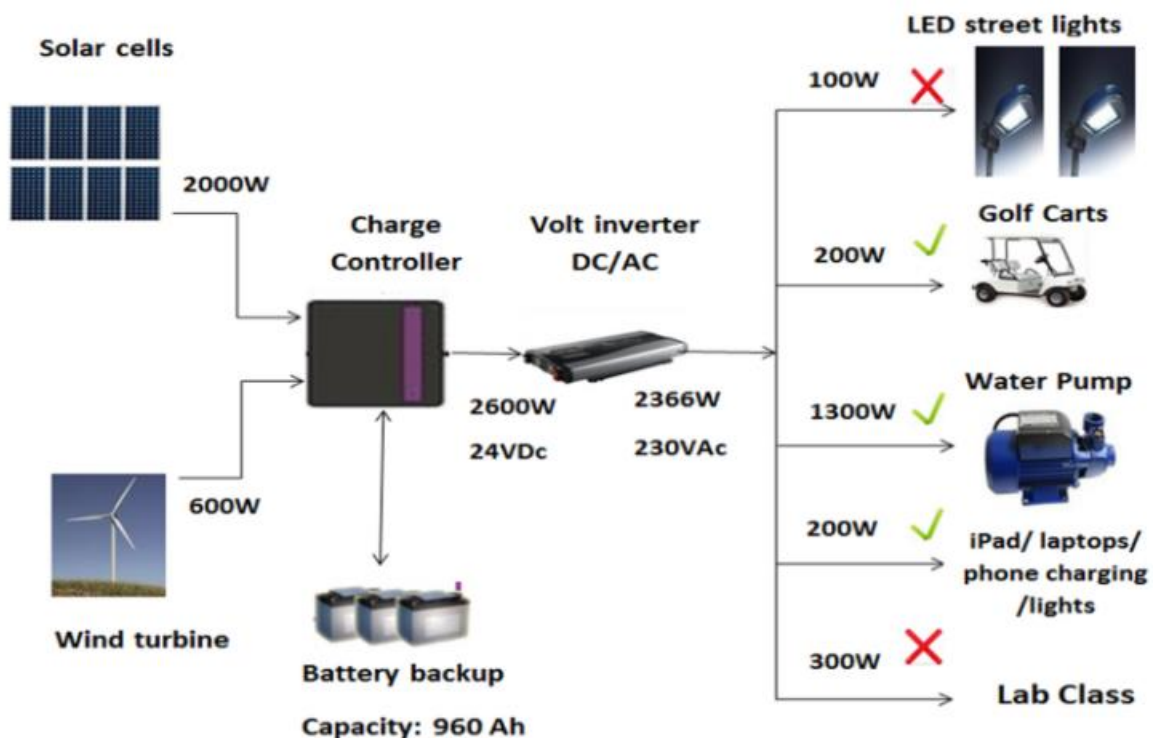 Solar cells
2000W
Charge
Controller
Volt inverter
DC/AC
2600W
24VDc
2366W
230VAc
600W
Wind turbine
Battery backup
Capacity: 960 Ah
LED street lights
100W
Golf Carts
200W
Water Pump
1300W
200W
iPad/ laptops/
phone charging
/lights
300W
Lab Class